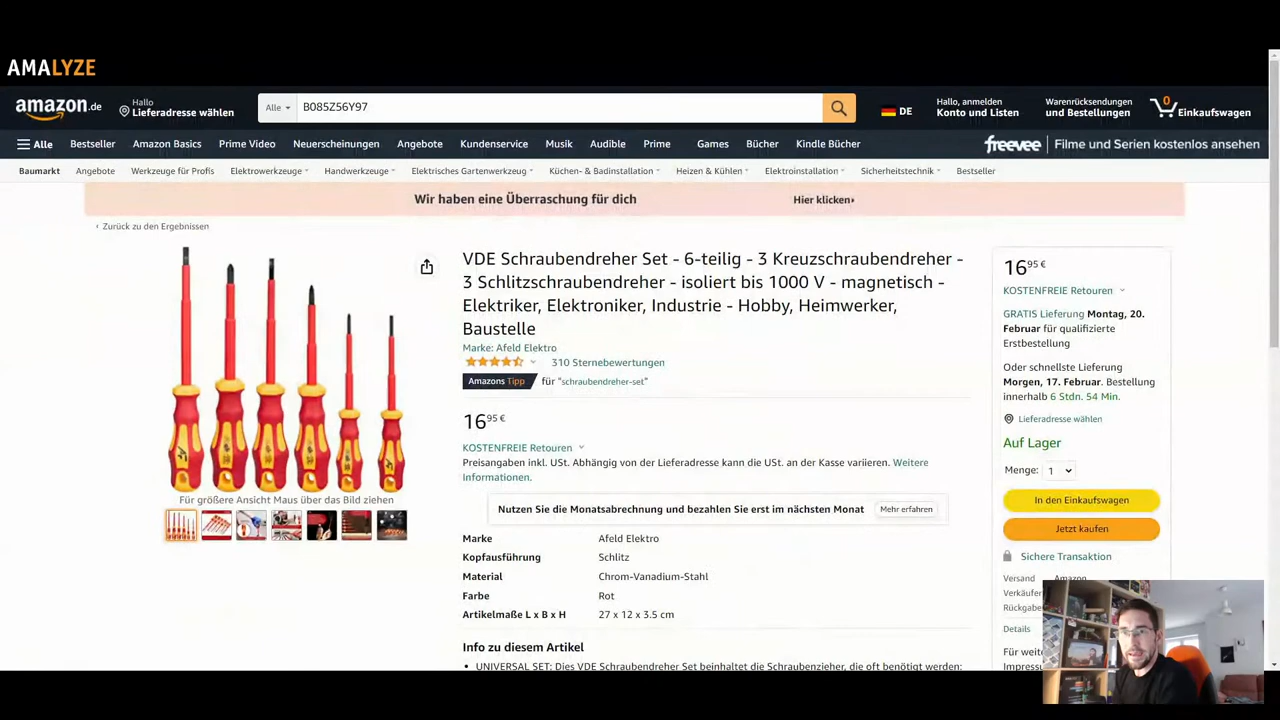 AMALYZE
amazon.de
Hallo
Lieferadresse wählen
Alle
B085Z56Y97
DE
Hallo, anmelden
Konto und Listen
Warenrücksendungen
und Bestellungen
0
Einkaufswagen
Alle
Bestseller
Amazon Basics
Prime Video
Neuerscheinungen
Angebote
Kundenservice
Musik
Audible
Prime
Games
Bücher
Kindle Bücher
freevee
Filme und Serien kostenlos ansehen
Baumarkt
Angebote
Werkzeuge für Profis
Elektrowerkzeuge
Handwerkzeuge
Elektrisches Gartenwerkzeug
Küchen- & Badinstallation
Heizen & Kühlen
Elektroinstallation
Sicherheitstechnik
Bestseller
Wir haben eine Überraschung für dich
Hier klicken
‹ Zurück zu den Ergebnissen
VDE Schraubendreher Set - 6-teilig - 3 Kreuzschraubendreher -
3 Schlitzschraubendreher - isoliert bis 1000 V - magnetisch -
Elektriker, Elektroniker, Industrie - Hobby, Heimwerker,
Baustelle
Marke: Afeld Elektro
310 Sternebewertungen
Amazons Tipp für "schraubendreher-set"
16 95 €
KOSTENFREIE Retouren
Preisangaben inkl. USt. Abhängig von der Lieferadresse kann die USt. an der Kasse variieren. Weitere
Informationen.
Nutzen Sie die Monatsabrechnung und bezahlen Sie erst im nächsten Monat
Mehr erfahren
Marke Afeld Elektro
Kopfausführung Schlitz
Material Chrom-Vanadium-Stahl
Farbe Rot
Artikelmaße L x B x H 27 x 12 x 3.5 cm
Info zu diesem Artikel
• UNIVERSAL SET: Dies VDE Schraubendreher Set beinhaltet die Schraubenzieher, die oft benötigt werden:
Für größere Ansicht Maus über das Bild ziehen
16 95 €
KOSTENFREIE Retouren
GRATIS Lieferung Montag, 20.
Februar für qualifizierte
Erstbestellung
Oder schnellste Lieferung
Morgen, 17. Februar. Bestellung
innerhalb 6 Stdn. 54 Min.
Lieferadresse wählen
Auf Lager
Menge: 1
In den Einkaufswagen
Jetzt kaufen
Sichere Transaktion
Versand Amazon
Verkäufer
Rückgabe
Details
Für weite
Impressu